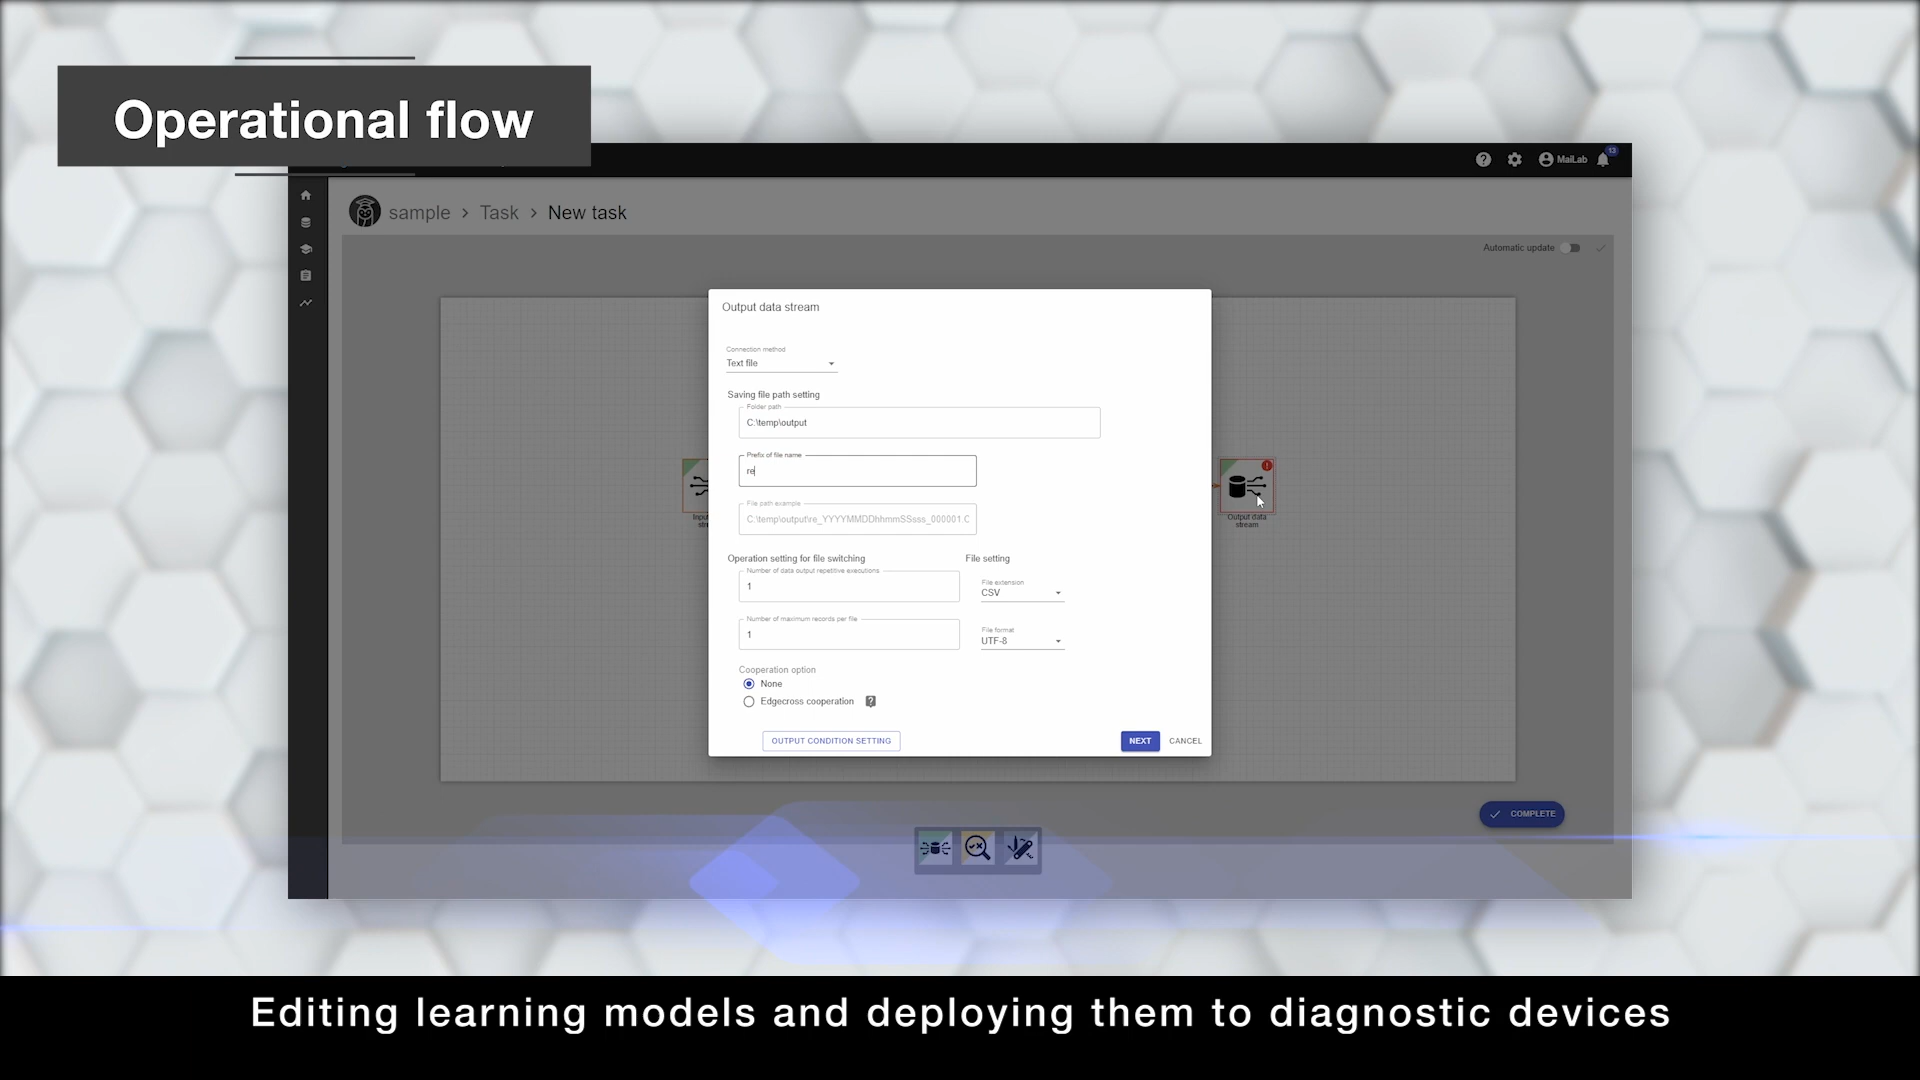 Operational flow
MaiLab
13
sample > Task > New task
Automatic update
Output data stream
Connection method
Text file
Saving file path setting
Folder path
C:\temp\output
Prefix of file name
re
File path example
C:\temp\output\re_YYYYMMDDhhmmSSsss_000001.C
Operation setting for file switching
File setting
Number of data output repetitive executions
1
File extension
CSV
Number of maximum records per file
1
File format
UTF-8
Cooperation option
None
Edgecross cooperation
OUTPUT CONDITION SETTING
NEXT
CANCEL
Output data
stream
COMPLETE
Editing learning models and deploying them to diagnostic devices